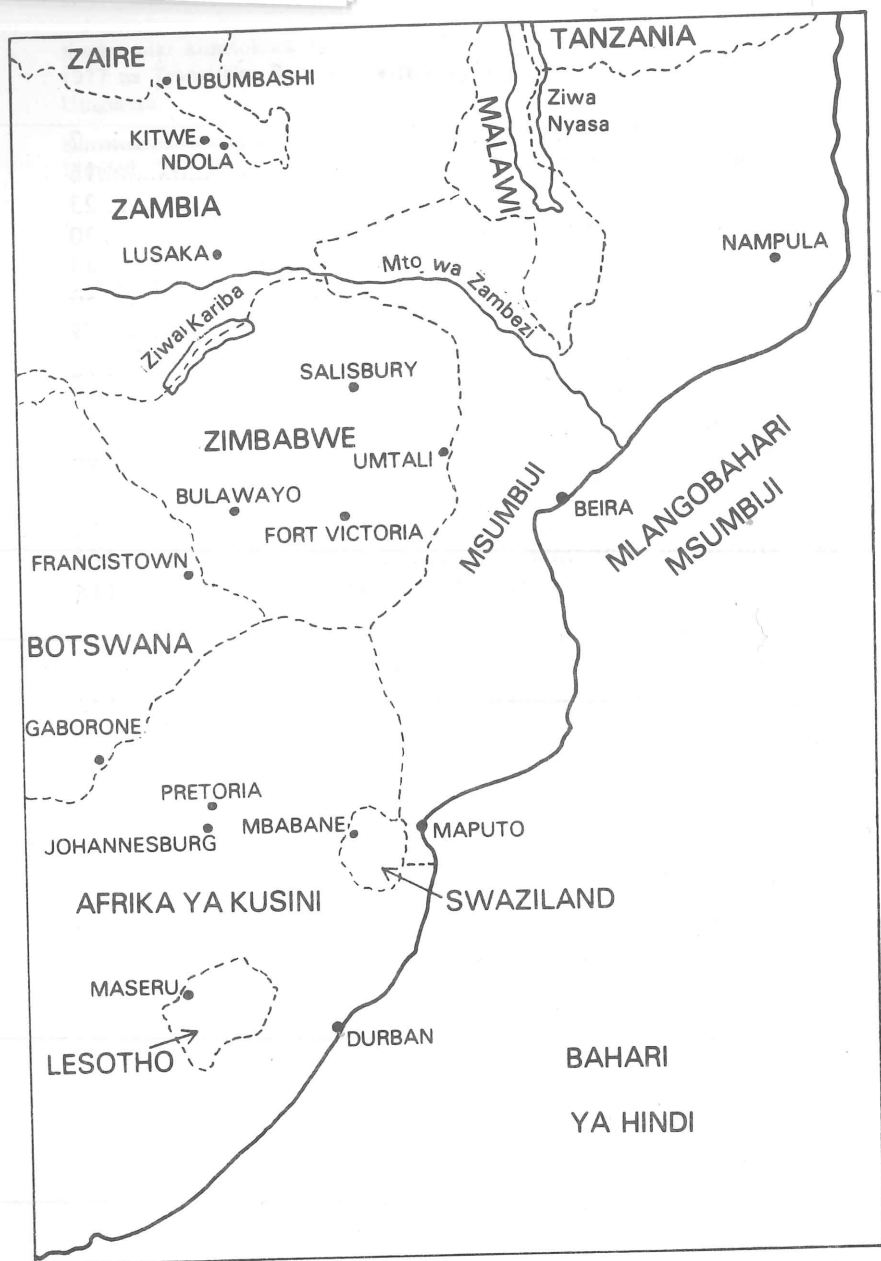 ZAIRE
TANZANIA
LUBUMBASHI
Ziwa
Nyasa
MALAWI
KITWE
NDOLA
ZAMBIA
LUSAKA
NAMPULA
Mto wa Zambezi
Ziwa Kariba
SALISBURY
ZIMBABWE
UMTALI
BULAWAYO
FORT VICTORIA
MSUMBIJI
BEIRA
MLANGOBAHARI
MSUMBIJI
FRANCISTOWN
BOTSWANA
GABORONE
PRETORIA
JOHANNESBURG
MBABANE
MAPUTO
AFRIKA YA KUSINI
SWAZILAND
MASERU
LESOTHO
DURBAN
BAHARI
YA HINDI